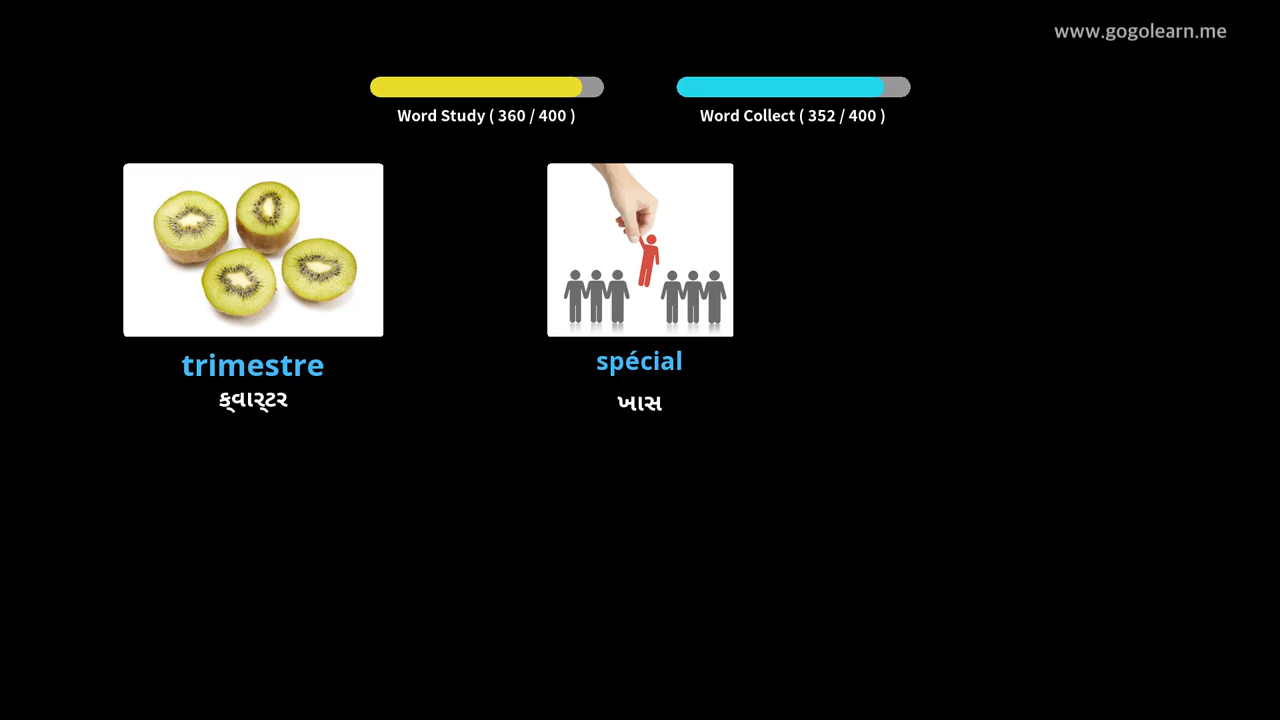 www.gogolearn.me
Word Study ( 360 / 400 )
Word Collect ( 352 / 400 )
trimestre
ક્વાર્ટર
spécial
ખાસ